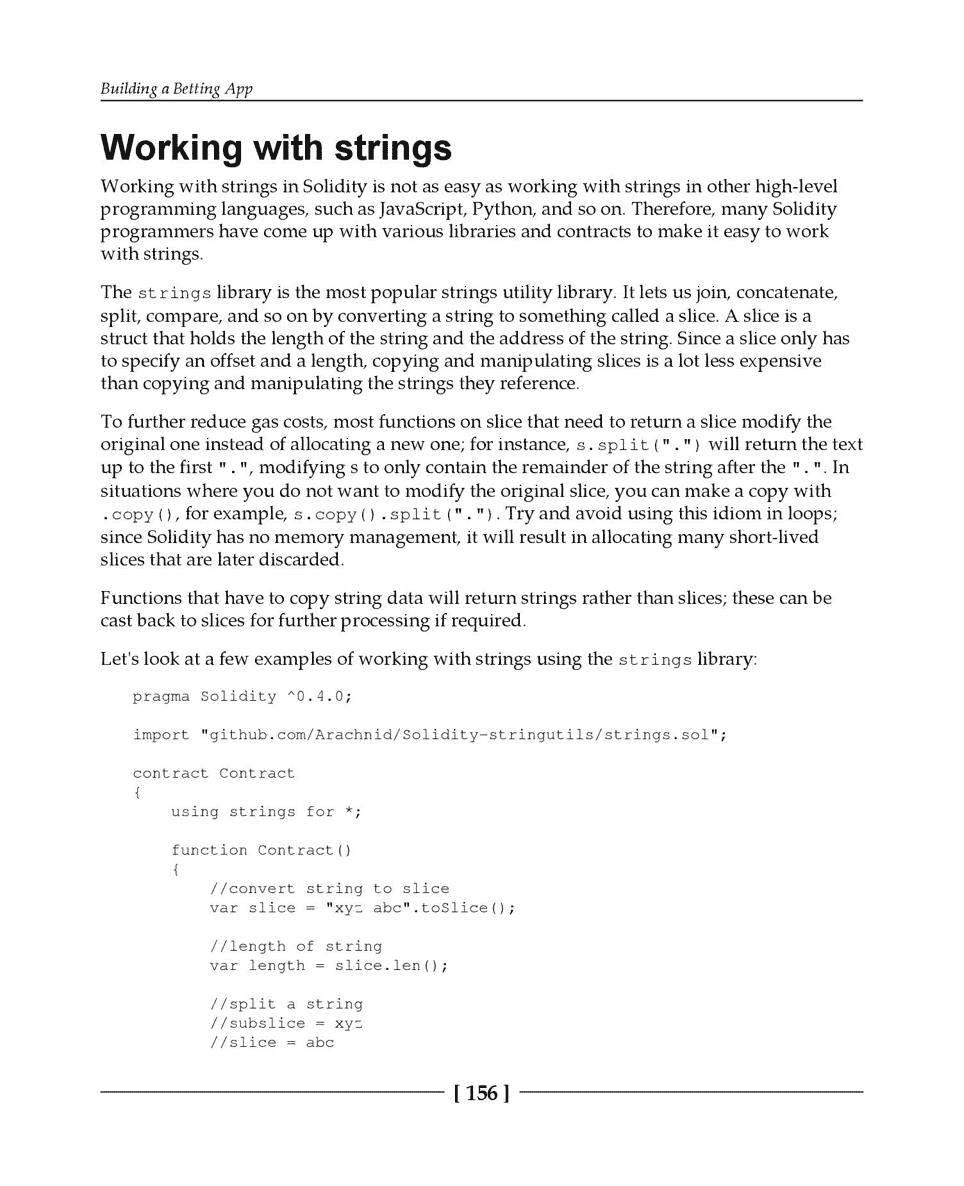 Building a Betting App
Working with strings
Working with strings in Solidity is not as easy as working with strings in other high-level
programming languages, such as JavaScript, Python, and so on. Therefore, many Solidity
programmers have come up with various libraries and contracts to make it easy to work
with strings.
The strings library is the most popular strings utility library. It lets us join, concatenate,
split, compare, and so on by converting a string to something called a slice. A slice is a
struct that holds the length of the string and the address of the string. Since a slice only has
to specify an offset and a length, copying and manipulating slices is a lot less expensive
than copying and manipulating the strings they reference.
To further reduce gas costs, most functions on slice that need to return a slice modify the
original one instead of allocating a new one; for instance, s.split(".") will return the text
up to the first ".", modifying s to only contain the remainder of the string after the ".". In
situations where you do not want to modify the original slice, you can make a copy with
.copy(), for example, s.copy().split("."). Try and avoid using this idiom in loops;
since Solidity has no memory management, it will result in allocating many short-lived
slices that are later discarded.
Functions that have to copy string data will return strings rather than slices; these can be
cast back to slices for further processing if required.
Let's look at a few examples of working with strings using the strings library:
pragma Solidity ^0.4.0;
import "github.com/Arachnid/Solidity-stringutils/strings.sol";
contract Contract
{
using strings for *;
function Contract()
{
//convert string to slice
var slice = "xyz abc".toSlice();
//length of string
var length = slice.len();
//split a string
//subslice = xyz
//slice = abc
[ 156 ]